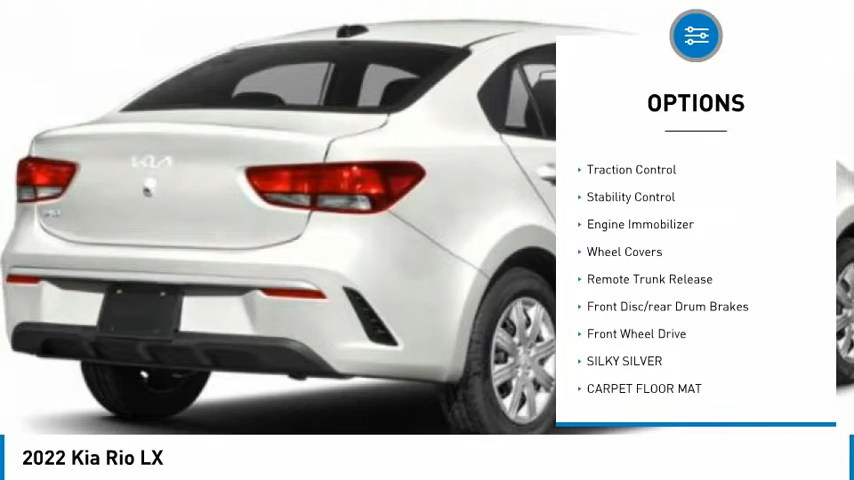 OPTIONS
Traction Control
Stability Control
Engine Immobilizer
Wheel Covers
Remote Trunk Release
Front Disc/rear Drum Brakes
Front Wheel Drive
SILKY SILVER
CARPET FLOOR MAT
KIA
2022 Kia Rio LX